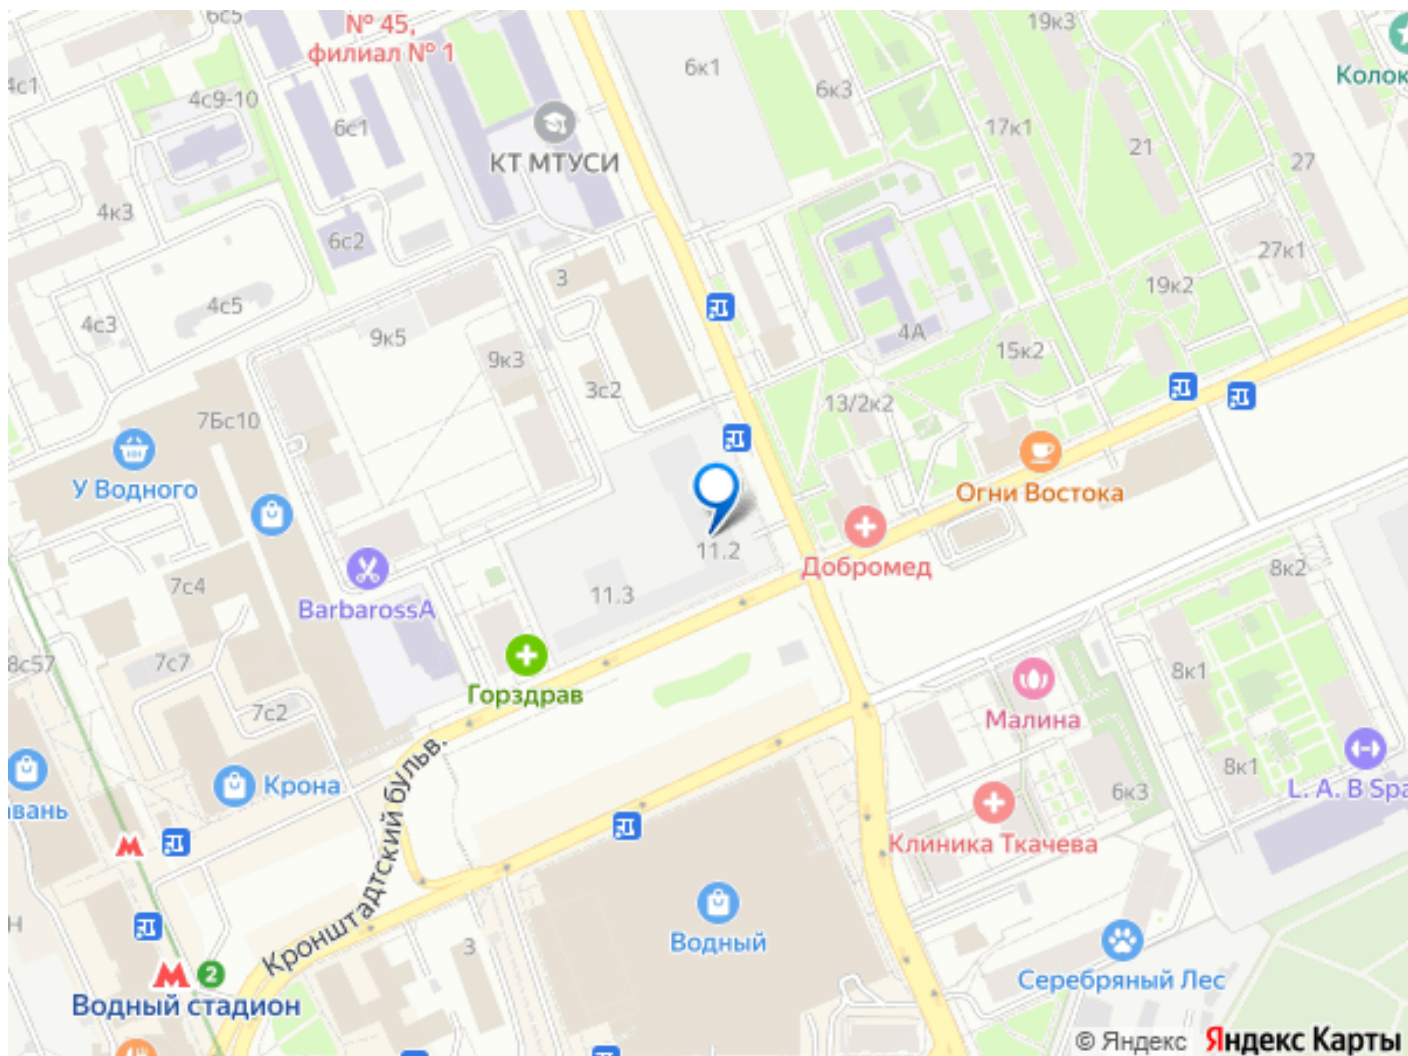 6с5
№ 45,
филиал № 1
19к3
Колок
4с1
4с9-10
6с1
6к1
6к3
17к1
21
27
КТ МТУСИ
4к3
6с2
3
27к1
19к2
4с5
4с3
9к5
9к3
4А
15к2
3с2
13/2к2
7Бс10
У Водного
Огни Востока
11.2
Добромед
7с4
BarbarossA
11.3
8к2
8с57
7с7
Горздрав
8к1
7с2
Малина
8к1
Крона
6к3
L. A. B Spa
авань
Клиника Ткачева
Кронштадтский бульв.
Н
3
Водный
2
Водный стадион
Серебряный Лес
© Яндекс Яндекс Карты